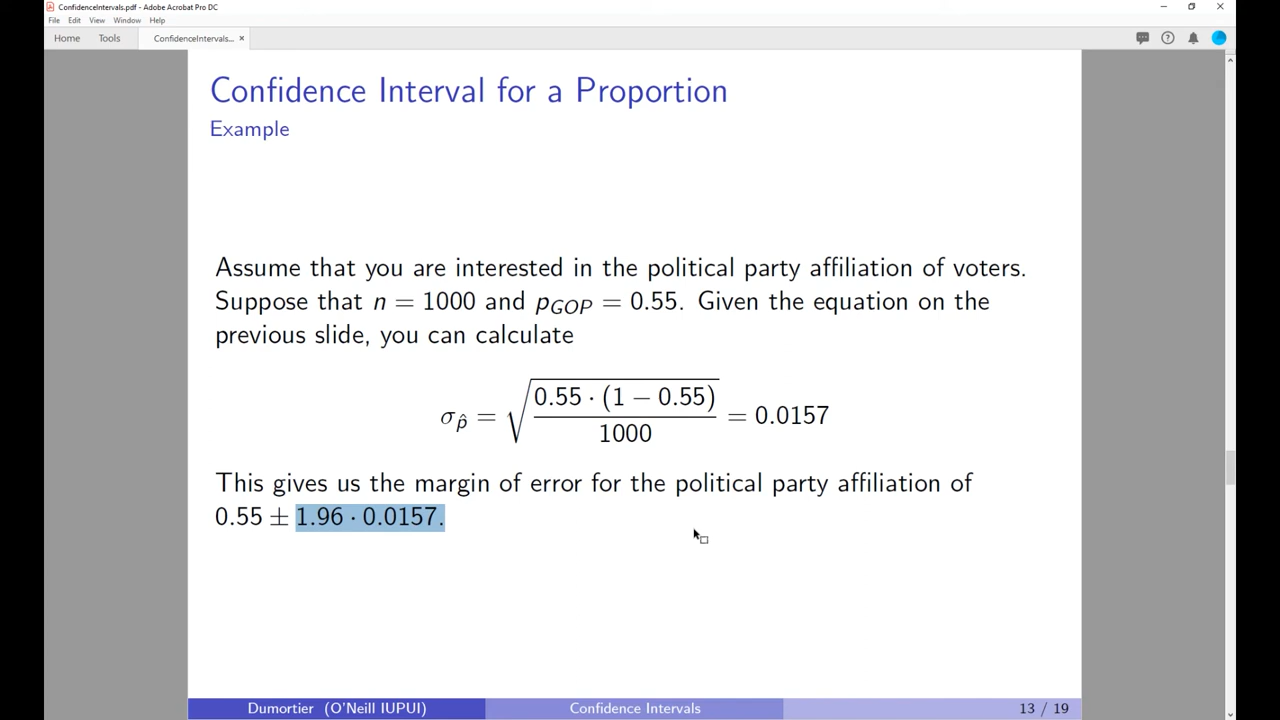 ConfidenceIntervals.pdf - Adobe Acrobat Pro DC
File Edit View Window Help
Home Tools ConfidenceIntervals... ×
Confidence Interval for a Proportion
Example
Assume that you are interested in the political party affiliation of voters.
Suppose that n = 1000 and p_GOP = 0.55. Given the equation on the
previous slide, you can calculate
σ_p̂ = √(0.55 · (1 − 0.55) / 1000) = 0.0157
This gives us the margin of error for the political party affiliation of
0.55 ± 1.96 · 0.0157.
Dumortier (O'Neill IUPUI) Confidence Intervals 13 / 19